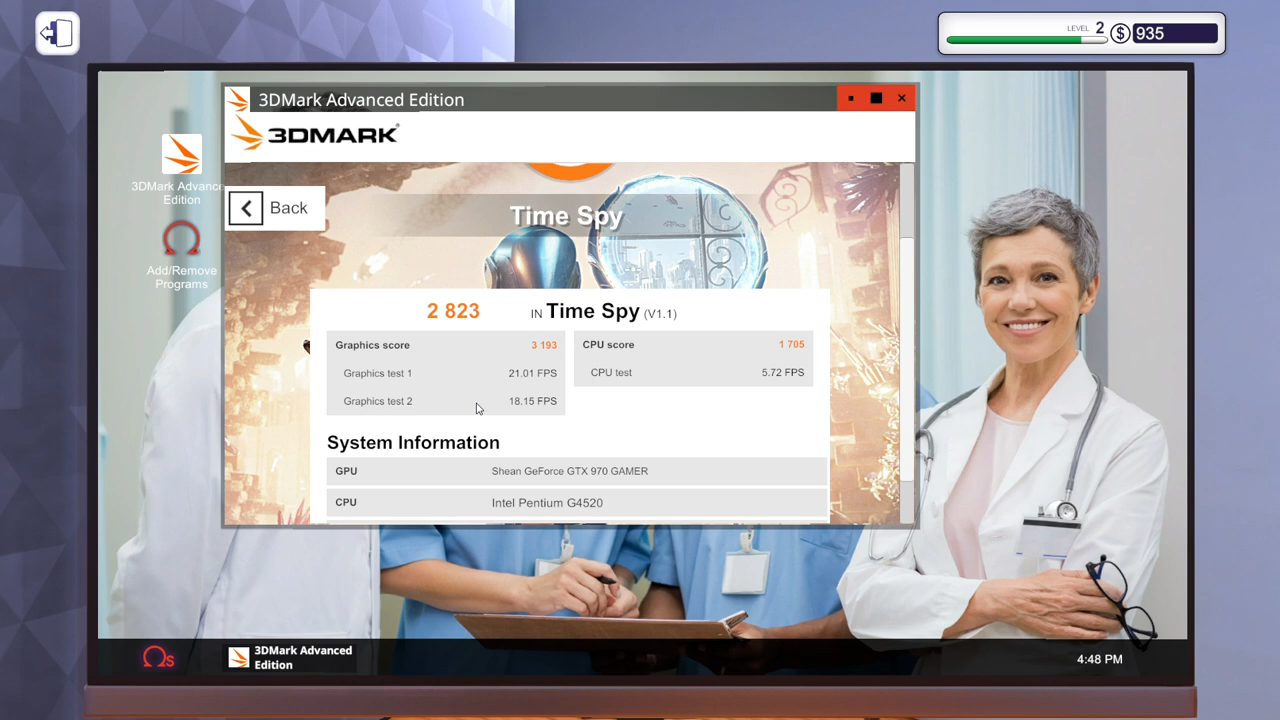 LEVEL 2 $ 935
3DMark Advanced Edition
3DMARK
3DMark Advance
Edition
Add/Remove
Programs
Back
Time Spy
2 823 IN Time Spy (V1.1)
Graphics score 3 193
Graphics test 1 21.01 FPS
Graphics test 2 18.15 FPS
CPU score 1 705
CPU test 5.72 FPS
System Information
GPU Shean GeForce GTX 970 GAMER
CPU Intel Pentium G4520
Ωs
3DMark Advanced
Edition
4:48 PM